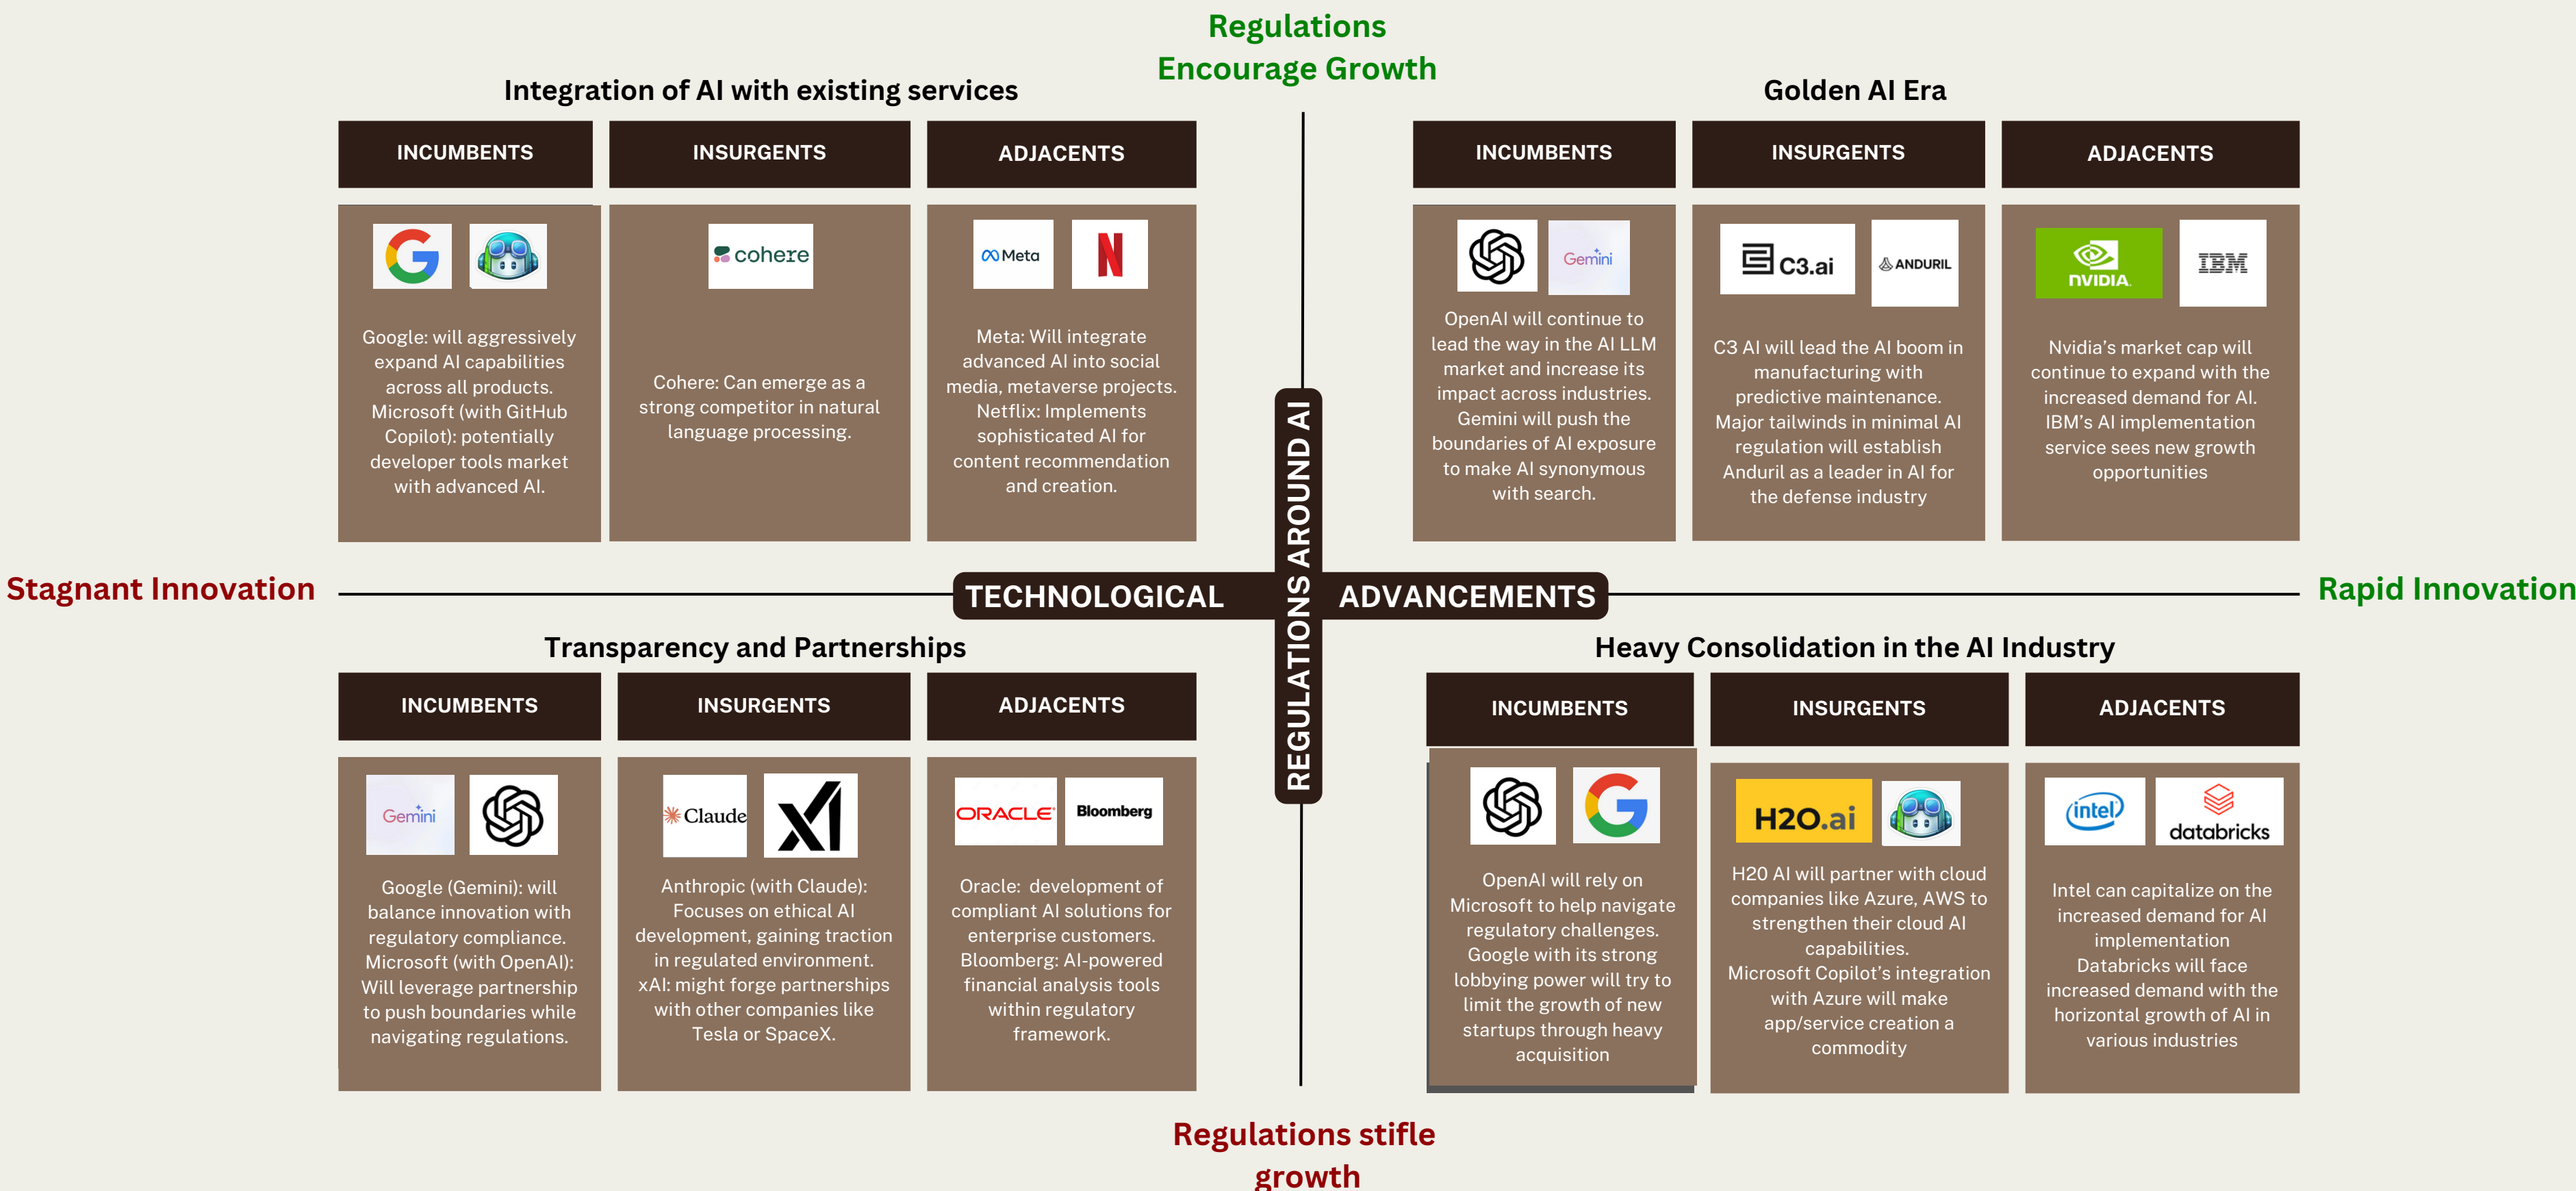 Regulations
Encourage Growth
Integration of AI with existing services
INCUMBENTS
INSURGENTS
ADJACENTS
Google: will aggressively
expand AI capabilities
across all products.
Microsoft (with GitHub
Copilot): potentially
developer tools market
with advanced AI.
cohere
Cohere: Can emerge as a
strong competitor in natural
language processing.
Meta
Meta: Will integrate
advanced AI into social
media, metaverse projects.
Netflix: Implements
sophisticated AI for
content recommendation
and creation.
Golden AI Era
INCUMBENTS
INSURGENTS
ADJACENTS
Gemini
OpenAI will continue to
lead the way in the AI LLM
market and increase its
impact across industries.
Gemini will push the
boundaries of AI exposure
to make AI synonymous
with search.
C3.ai
ANDURIL
C3 AI will lead the AI boom in
manufacturing with
predictive maintenance.
Major tailwinds in minimal AI
regulation will establish
Anduril as a leader in AI for
the defense industry
NVIDIA.
IBM
Nvidia's market cap will
continue to expand with the
increased demand for AI.
IBM's AI implementation
service sees new growth
opportunities
Stagnant Innovation
TECHNOLOGICAL ADVANCEMENTS
REGULATIONS AROUND AI
Rapid Innovation
Transparency and Partnerships
INCUMBENTS
INSURGENTS
ADJACENTS
Gemini
Google (Gemini): will
balance innovation with
regulatory compliance.
Microsoft (with OpenAI):
Will leverage partnership
to push boundaries while
navigating regulations.
Claude
Anthropic (with Claude):
Focuses on ethical AI
development, gaining traction
in regulated environment.
xAI: might forge partnerships
with other companies like
Tesla or SpaceX.
ORACLE
Bloomberg
Oracle: development of
compliant AI solutions for
enterprise customers.
Bloomberg: AI-powered
financial analysis tools
within regulatory
framework.
Heavy Consolidation in the AI Industry
INCUMBENTS
INSURGENTS
ADJACENTS
OpenAI will rely on
Microsoft to help navigate
regulatory challenges.
Google with its strong
lobbying power will try to
limit the growth of new
startups through heavy
acquisition
H2O.ai
H20 AI will partner with cloud
companies like Azure, AWS to
strengthen their cloud AI
capabilities.
Microsoft Copilot's integration
with Azure will make
app/service creation a
commodity
intel
databricks
Intel can capitalize on the
increased demand for AI
implementation
Databricks will face
increased demand with the
horizontal growth of AI in
various industries
Regulations stifle
growth